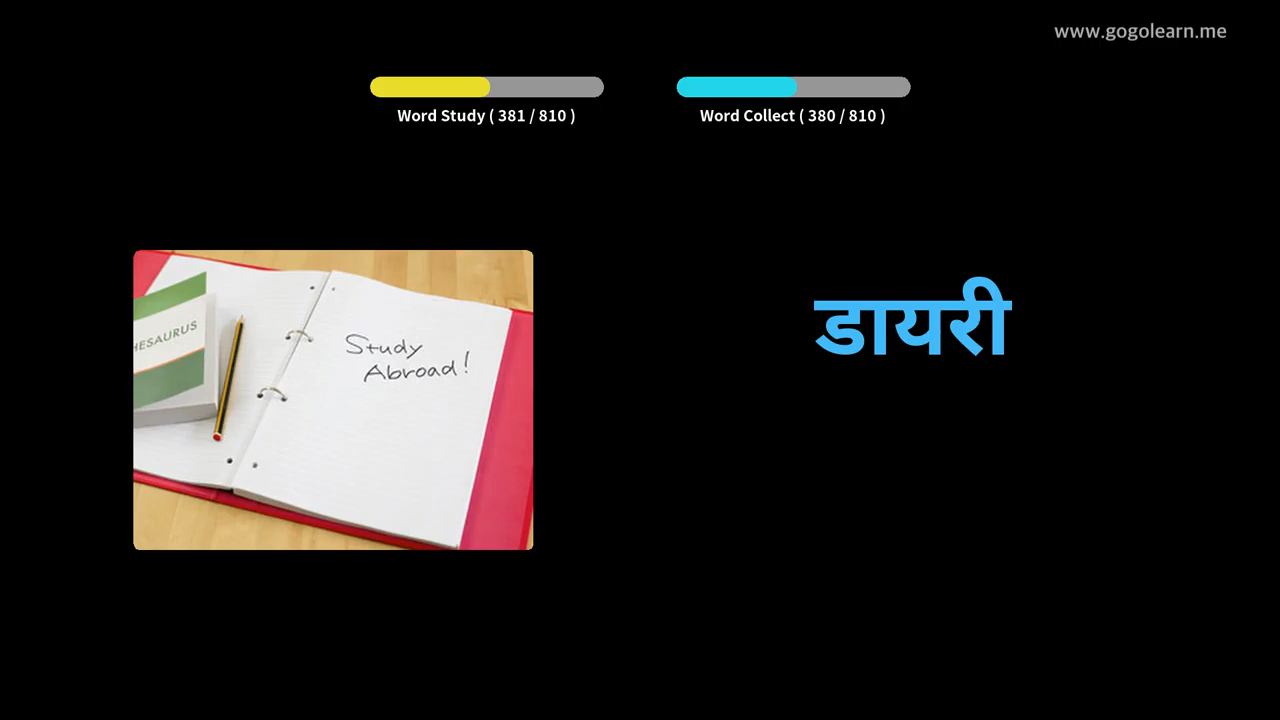 www.gogolearn.me
Word Study ( 381 / 810 )
Word Collect ( 380 / 810 )
HESAURUS
Study
Abroad!
डायरी